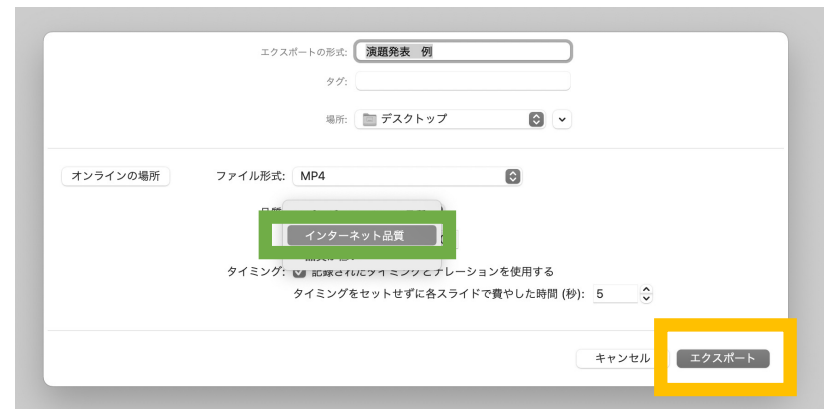 エクスポートの形式: 演題発表 例
タグ:
場所: デスクトップ
オンラインの場所 ファイル形式: MP4
インターネット品質
タイミング: 記録されたタイミングとナレーションを使用する
タイミングをセットせずに各スライドで費やした時間 (秒): 5
キャンセル エクスポート